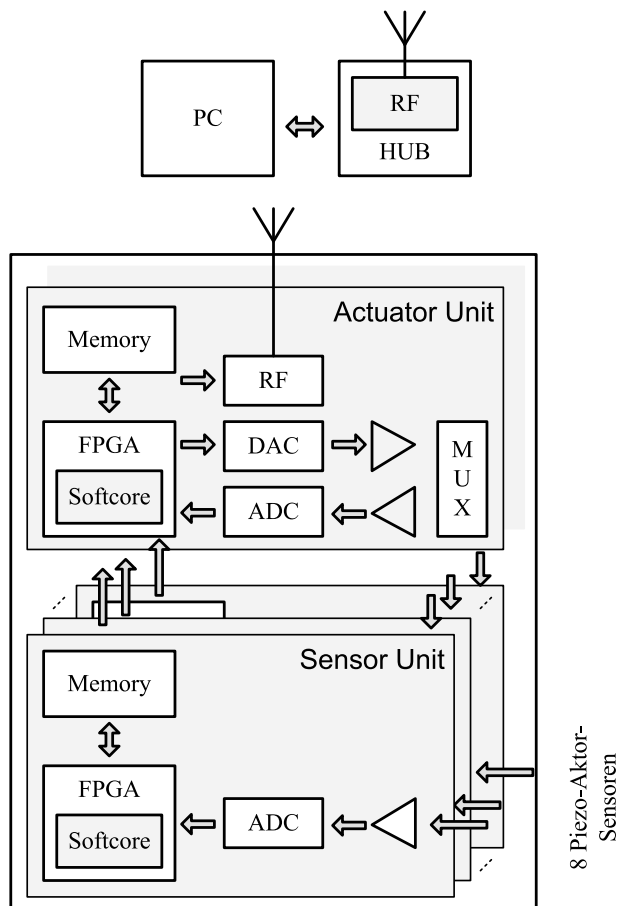 PC
RF
HUB
Actuator Unit
Memory
RF
FPGA
DAC
Softcore
ADC
M
U
X
Sensor Unit
Memory
FPGA
Softcore
ADC
8 Piezo-Aktor-
Sensoren